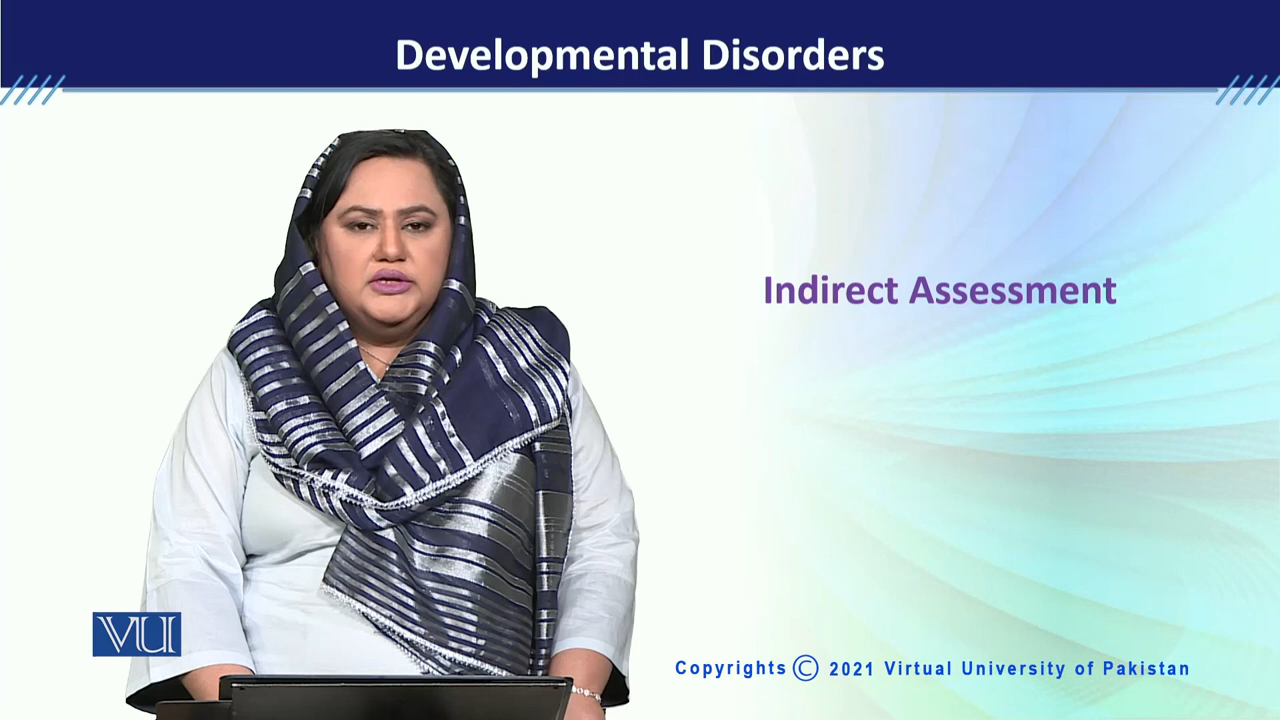 Developmental Disorders
Indirect Assessment
VU
Copyrights © 2021 Virtual University of Pakistan